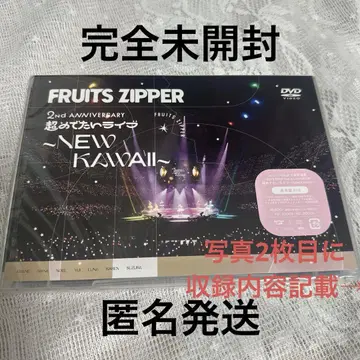 完全未開封
FRUITS ZIPPER
DVD
VIDEO
2nd ANNIVERSARY
超めでたいライブ
~NEW
KAWAII~
写真2枚目に
収録内容記載→
匿名発送